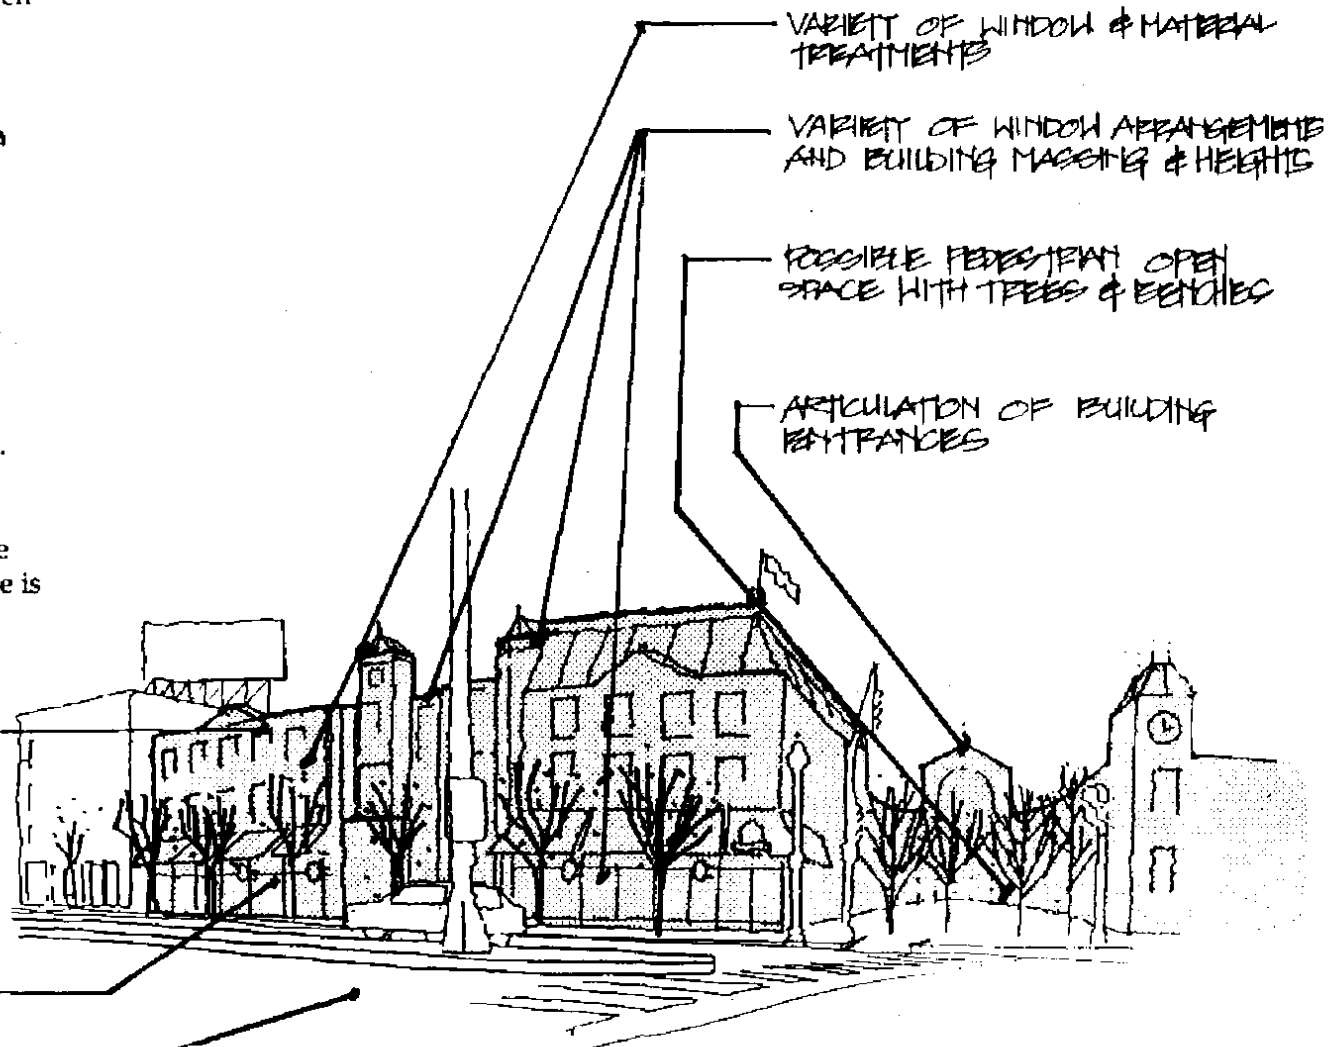 VARIETY OF WINDOW & MATERIAL
TREATMENTS
VARIETY OF WINDOW ARRANGEMENTS
AND BUILDING MASSING & HEIGHTS
POSSIBLE PEDESTRIAN OPEN
SPACE WITH TREES & BENCHES
ARTICULATION OF BUILDING
ENTRANCES
e is